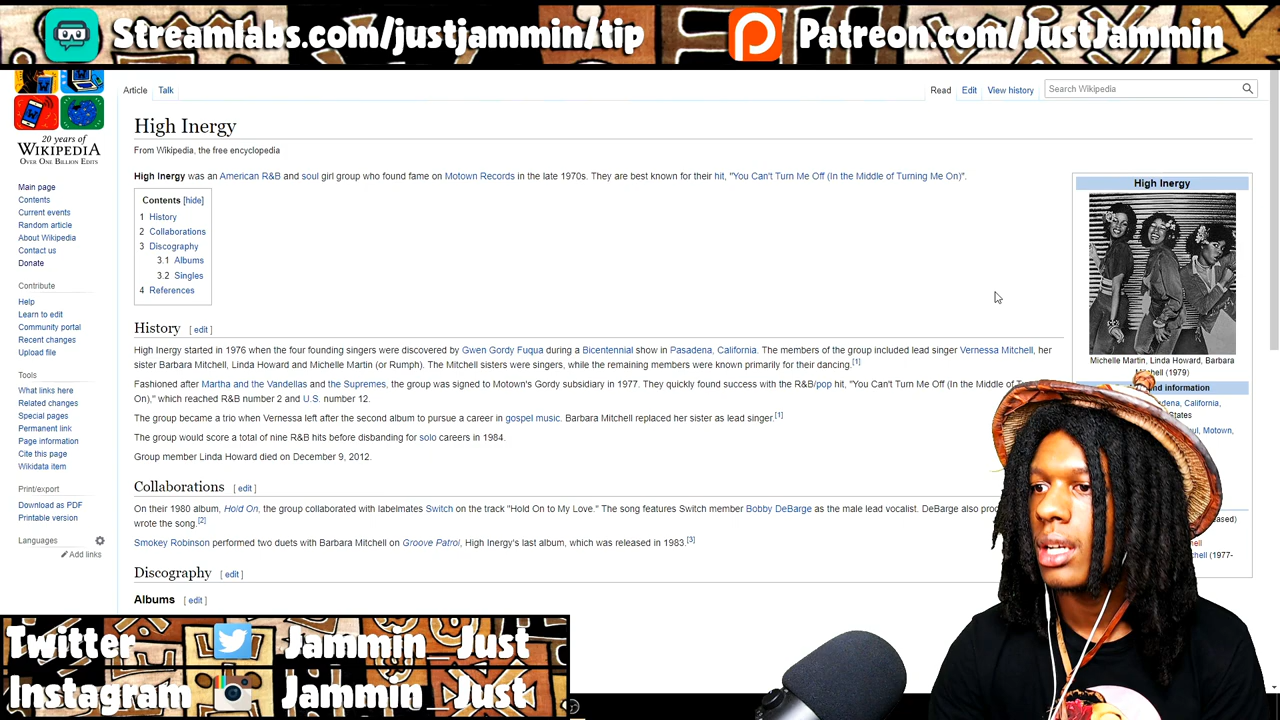 Streamlabs.com/justjammin/tip
Patreon.com/JustJammin
Article Talk
Read Edit View history
Search Wikipedia
20 years of
WIKIPEDIA
Over One Billion Edits
Main page
Contents
Current events
Random article
About Wikipedia
Contact us
Donate
Contribute
Help
Learn to edit
Community portal
Recent changes
Upload file
Tools
What links here
Related changes
Special pages
Permanent link
Page information
Cite this page
Wikidata item
Print/export
Download as PDF
Printable version
Languages
Add links
High Inergy
From Wikipedia, the free encyclopedia
High Inergy was an American R&B and soul girl group who found fame on Motown Records in the late 1970s. They are best known for their hit, "You Can't Turn Me Off (In the Middle of Turning Me On)".
Contents [hide]
1 History
2 Collaborations
3 Discography
3.1 Albums
3.2 Singles
4 References
History [ edit ]
High Inergy started in 1976 when the four founding singers were discovered by Gwen Gordy Fuqua during a Bicentennial show in Pasadena, California. The members of the group included lead singer Vernessa Mitchell, her
sister Barbara Mitchell, Linda Howard and Michelle Martin (or Rumph). The Mitchell sisters were singers, while the remaining members were known primarily for their dancing.[1]
Fashioned after Martha and the Vandellas and the Supremes, the group was signed to Motown's Gordy subsidiary in 1977. They quickly found success with the R&B/pop hit, "You Can't Turn Me Off (In the Middle of
On)," which reached R&B number 2 and U.S. number 12.
The group became a trio when Vernessa left after the second album to pursue a career in gospel music. Barbara Mitchell replaced her sister as lead singer.[1]
The group would score a total of nine R&B hits before disbanding for solo careers in 1984.
Group member Linda Howard died on December 9, 2012.
Collaborations [ edit ]
On their 1980 album, Hold On, the group collaborated with labelmates Switch on the track "Hold On to My Love." The song features Switch member Bobby DeBarge as the male lead vocalist. DeBarge also
wrote the song.[2]
Smokey Robinson performed two duets with Barbara Mitchell on Groove Patrol, High Inergy's last album, which was released in 1983.[3]
Discography [ edit ]
Albums [ edit ]
High Inergy
Michelle Martin, Linda Howard, Barbara
Mitchell (1979)
information
California,
States
Motown,
(1977-
Twitter Jammin_Just
Instagram Jammin_Just